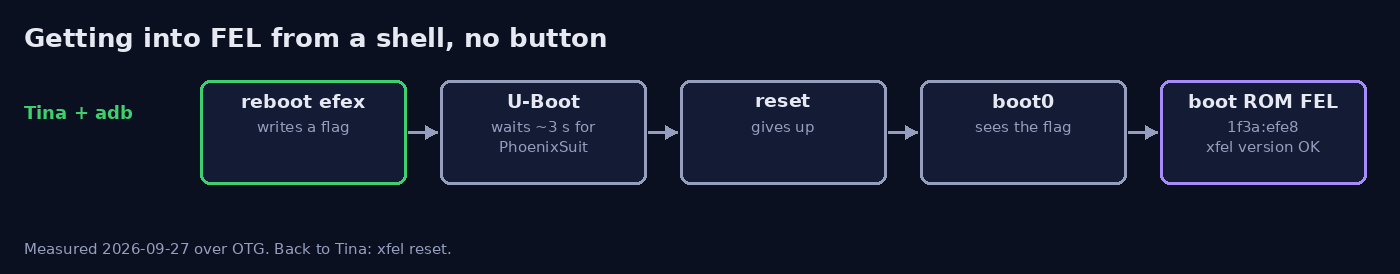 Getting into FEL from a shell, no button
Tina + adb
reboot efex
writes a flag
U-Boot
waits ~3 s for
PhoenixSuit
reset
gives up
boot0
sees the flag
boot ROM FEL
1f3a:efe8
xfel version OK
Measured 2026-09-27 over OTG. Back to Tina: xfel reset.